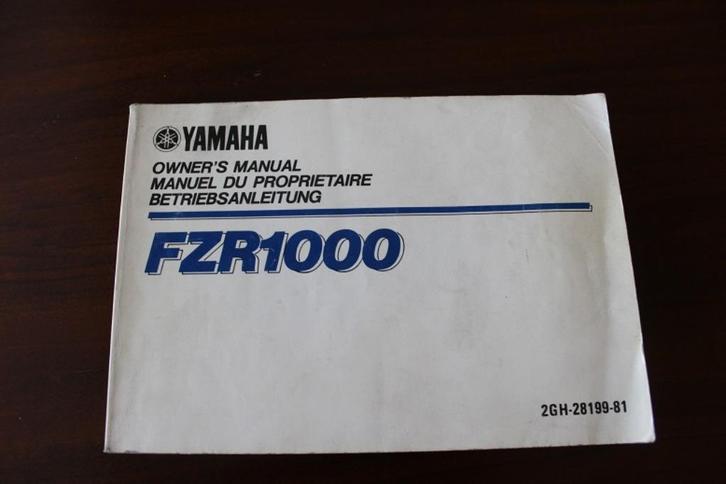 YAMAHA
OWNER'S MANUAL
MANUEL DU PROPRIETAIRE
BETRIEBSANLEITUNG
FZR1000
2GH-28199-81